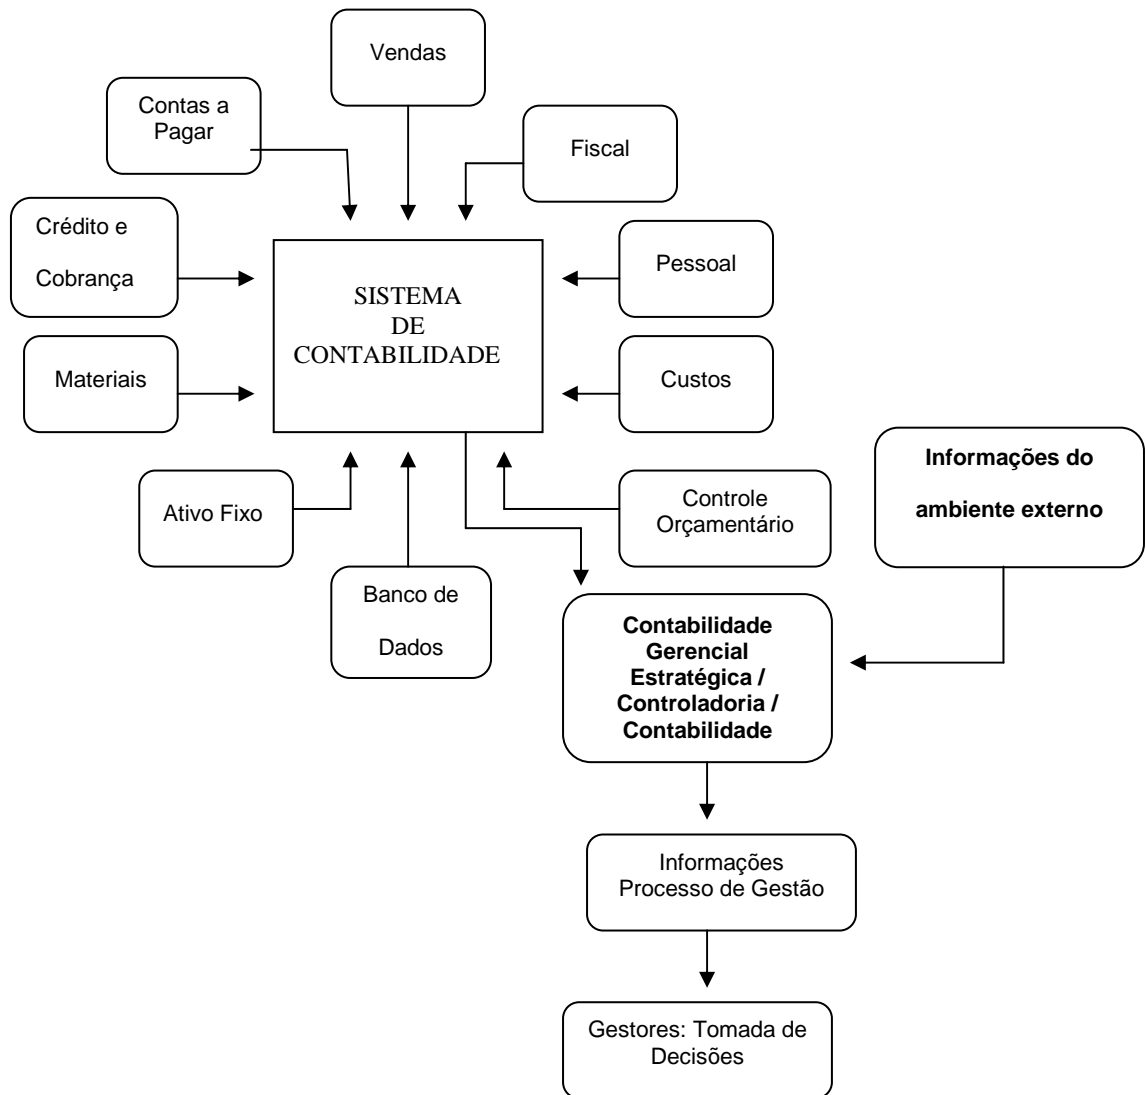 Vendas
Contas a
Pagar
Fiscal
Crédito e
Cobrança
Pessoal
SISTEMA
DE
CONTABILIDADE
Materiais
Custos
Informações do
ambiente externo
Ativo Fixo
Controle
Orçamentário
Banco de
Dados
Contabilidade
Gerencial
Estratégica /
Controladoria /
Contabilidade
Informações
Processo de Gestão
Gestores: Tomada de
Decisões